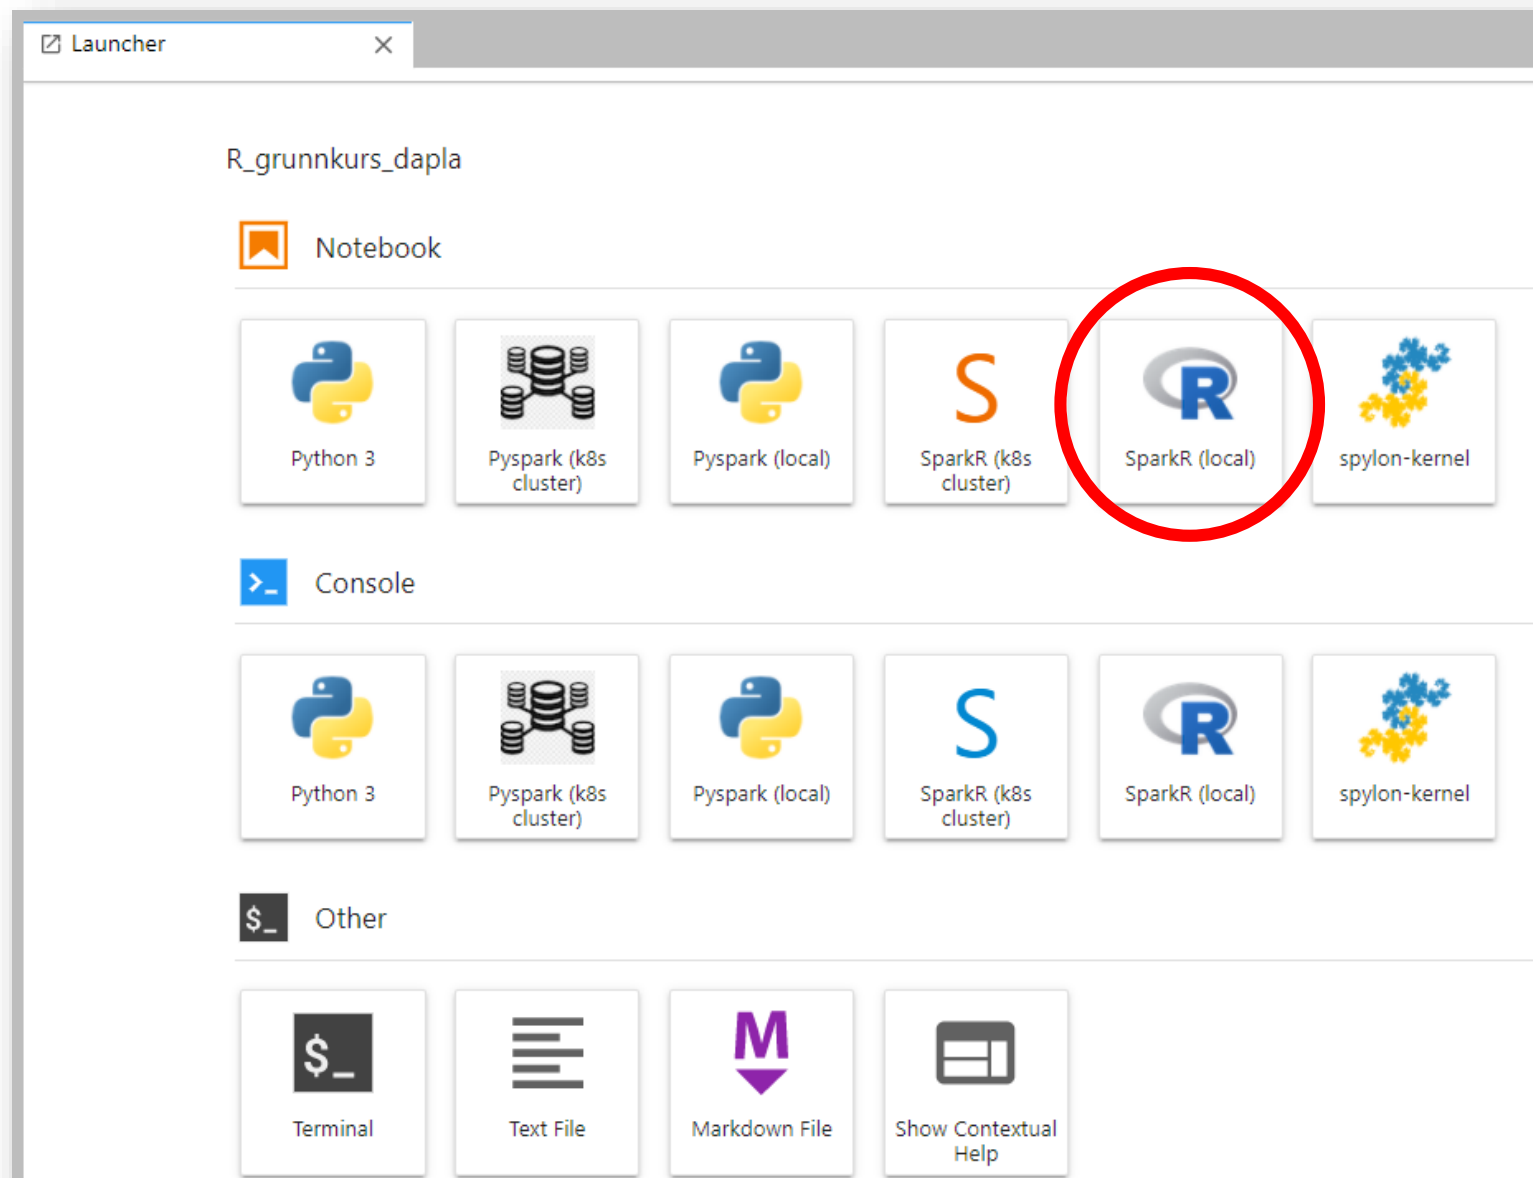 Launcher
R_grunnkurs_dapla
Notebook
Python 3
Pyspark (k8s
cluster)
Pyspark (local)
S
SparkR (k8s
cluster)
R
SparkR (local)
spylon-kernel
>_ Console
Python 3
Pyspark (k8s
cluster)
Pyspark (local)
S
SparkR (k8s
cluster)
R
SparkR (local)
spylon-kernel
$_ Other
$_
Terminal
Text File
M
Markdown File
Show Contextual
Help